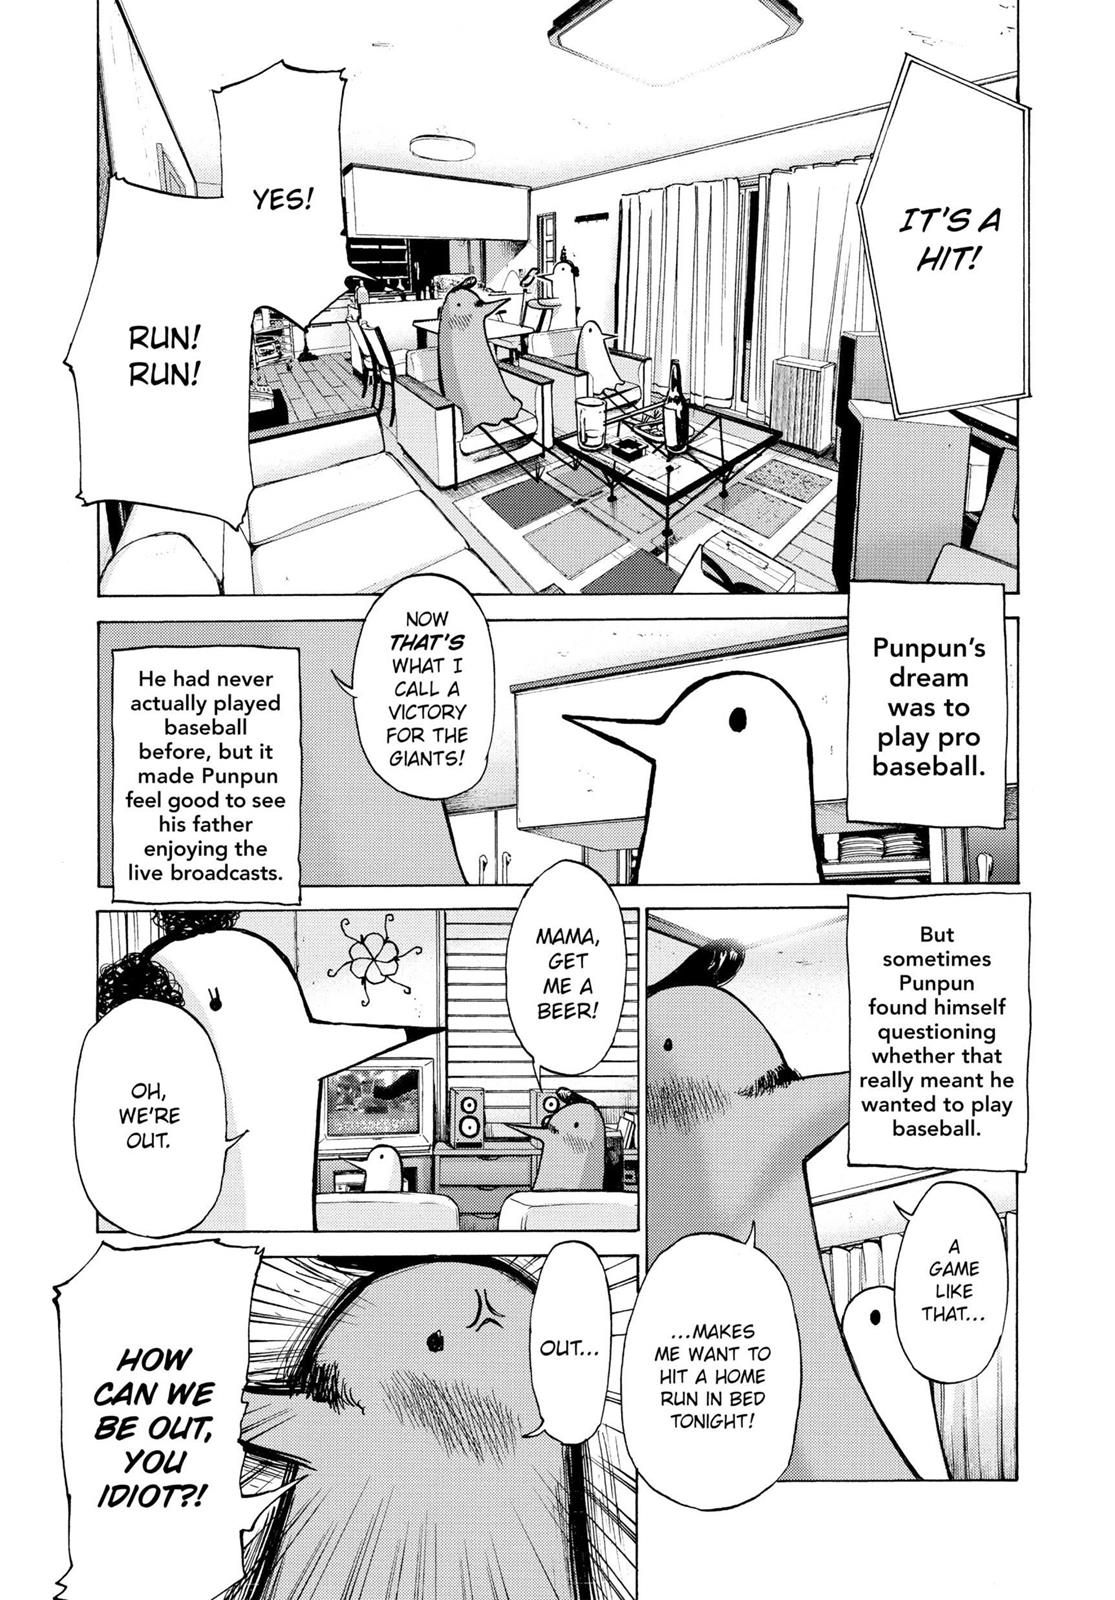 IT'S A
HIT!
YES!
RUN!
RUN!
Punpun's
dream
was to
play pro
baseball.
NOW
THAT'S
WHAT I
CALL A
VICTORY
FOR THE
GIANTS!
He had never
actually played
baseball
before, but it
made Punpun
feel good to see
his father
enjoying the
live broadcasts.
But
sometimes
Punpun
found himself
questioning
whether that
really meant he
wanted to play
baseball.
A
GAME
LIKE
THAT...
...MAKES
ME WANT TO
HIT A HOME
RUN IN BED
TONIGHT!
MAMA,
GET
ME A
BEER!
OH,
WE'RE
OUT.
OUT...
HOW
CAN WE
BE OUT,
YOU
IDIOT?!